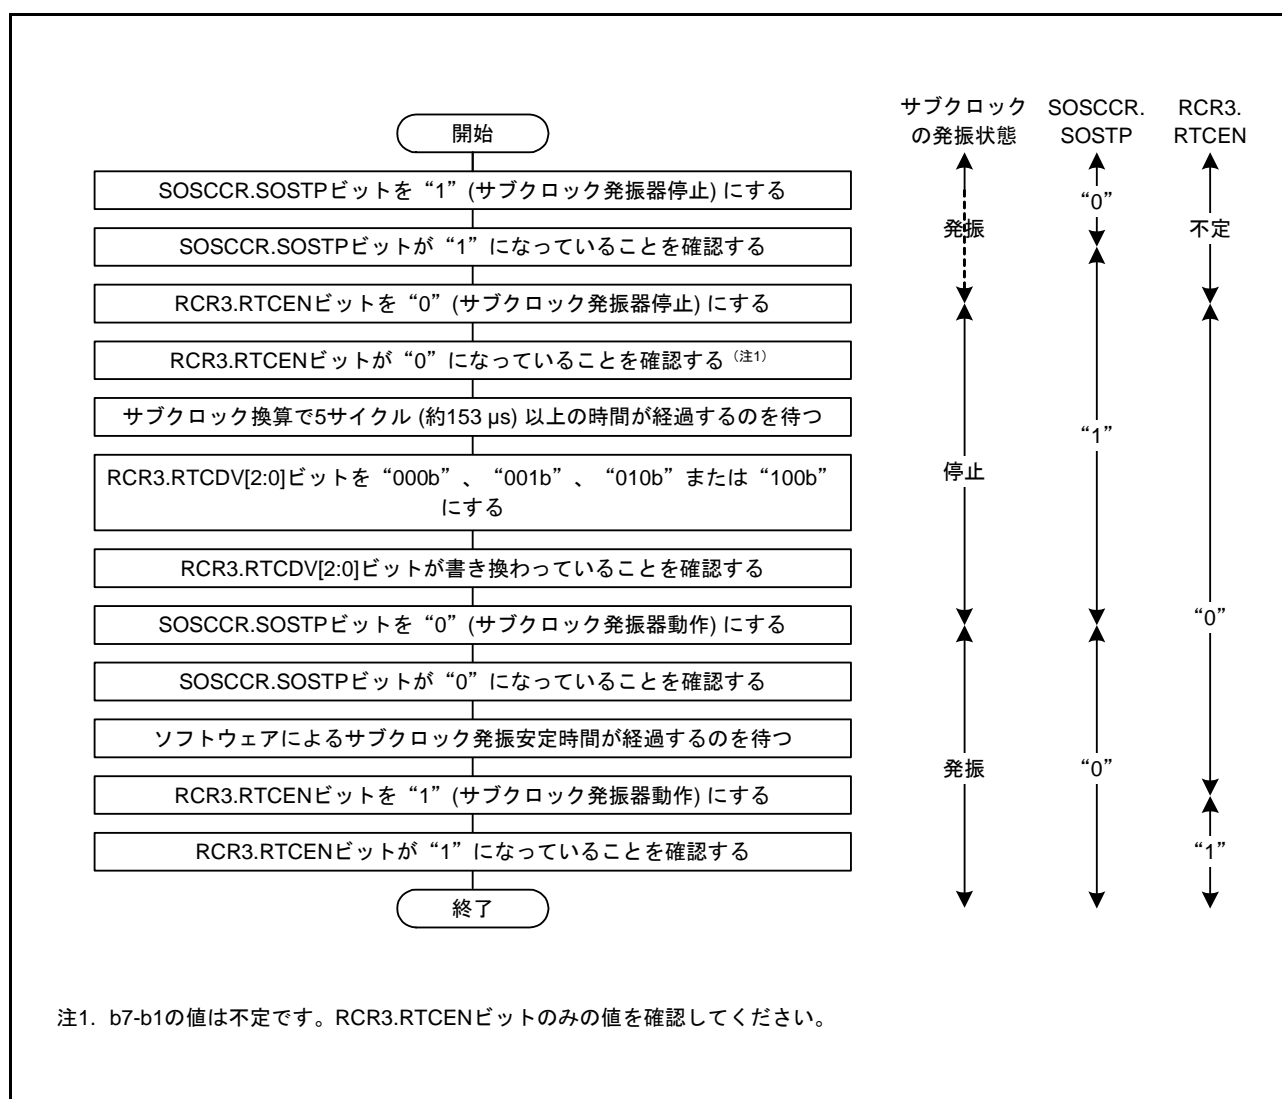 サブクロック
の発振状態
SOSCCR.
SOSTP
RCR3.
RTCEN
開始
SOSCCR.SOSTPビットを“1”(サブクロック発振器停止) にする
SOSCCR.SOSTPビットが“1”になっていることを確認する
RCR3.RTCENビットを“0”(サブクロック発振器停止) にする
RCR3.RTCENビットが“0”になっていることを確認する (注1)
サブクロック換算で5サイクル (約153 μs) 以上の時間が経過するのを待つ
RCR3.RTCDV[2:0]ビットを“000b”、“001b”、“010b”または“100b”
にする
RCR3.RTCDV[2:0]ビットが書き換わっていることを確認する
SOSCCR.SOSTPビットを“0”(サブクロック発振器動作) にする
SOSCCR.SOSTPビットが“0”になっていることを確認する
ソフトウェアによるサブクロック発振安定時間が経過するのを待つ
RCR3.RTCENビットを“1”(サブクロック発振器動作) にする
RCR3.RTCENビットが“1”になっていることを確認する
終了
発振
停止
発振
“0”
“1”
“0”
不定
“0”
“1”
注1. b7-b1の値は不定です。RCR3.RTCENビットのみの値を確認してください。